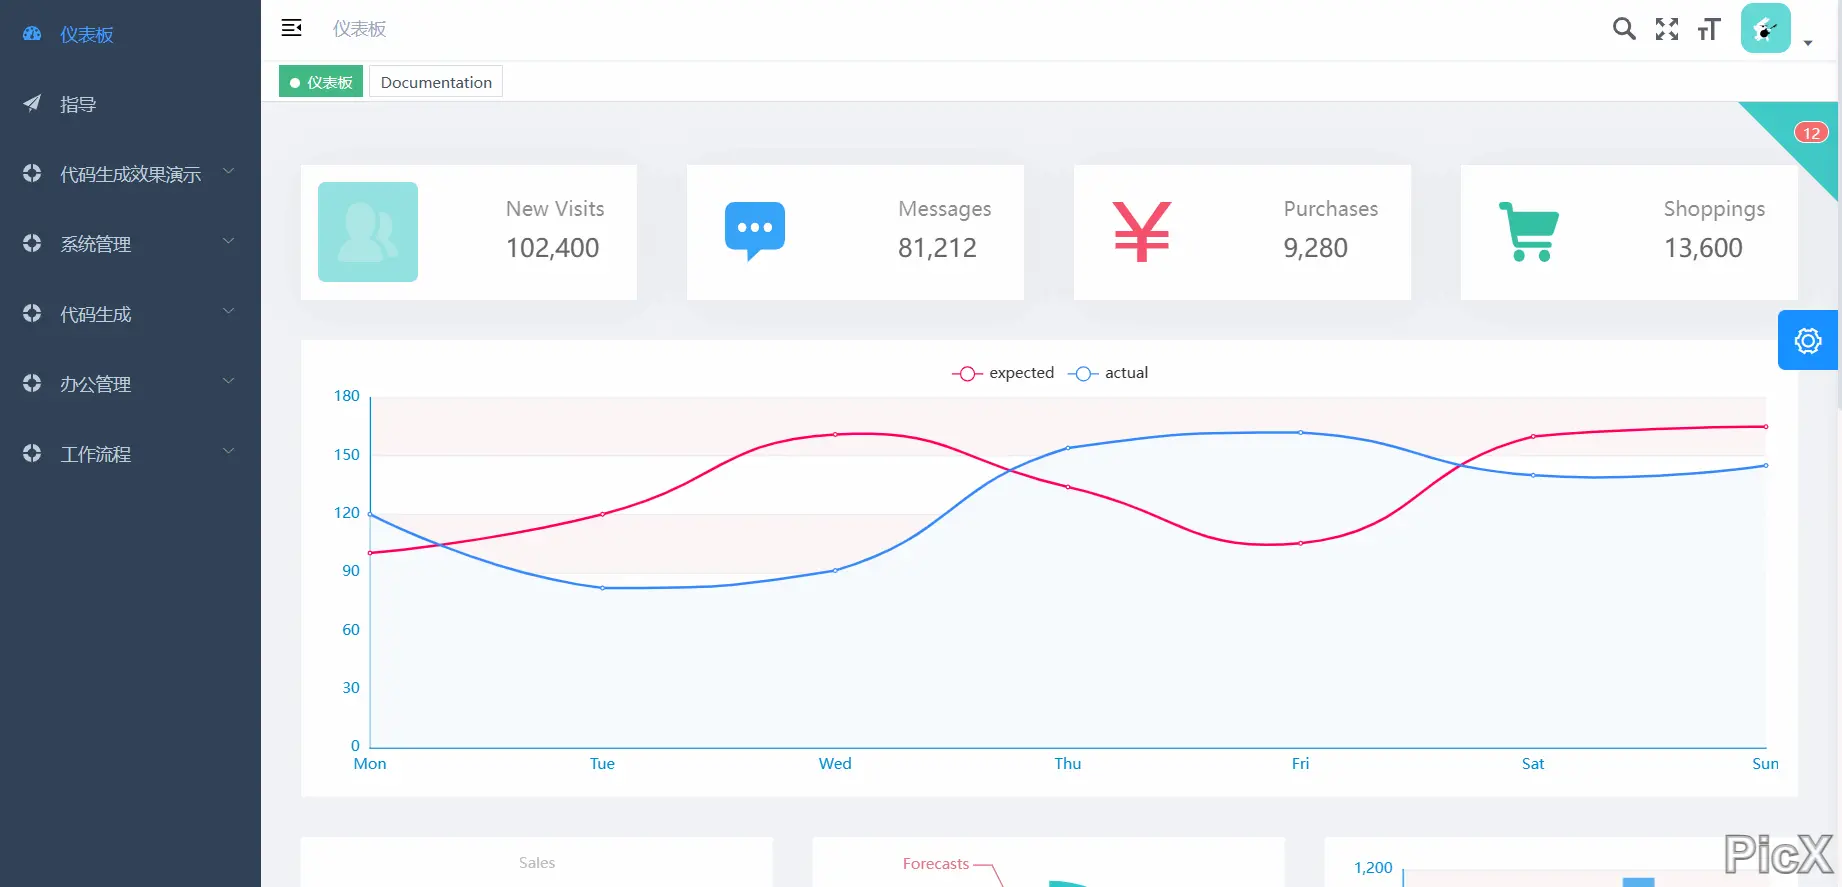 仪表板
指导
代码生成效果演示
系统管理
代码生成
办公管理
工作流程
仪表板
仪表板
Documentation
12
New Visits
102,400
Messages
81,212
Purchases
9,280
Shoppings
13,600
expected
actual
180
150
120
90
60
30
0
Mon Tue Wed Thu Fri Sat Sun
Sales
Forecasts
1,200
PicX